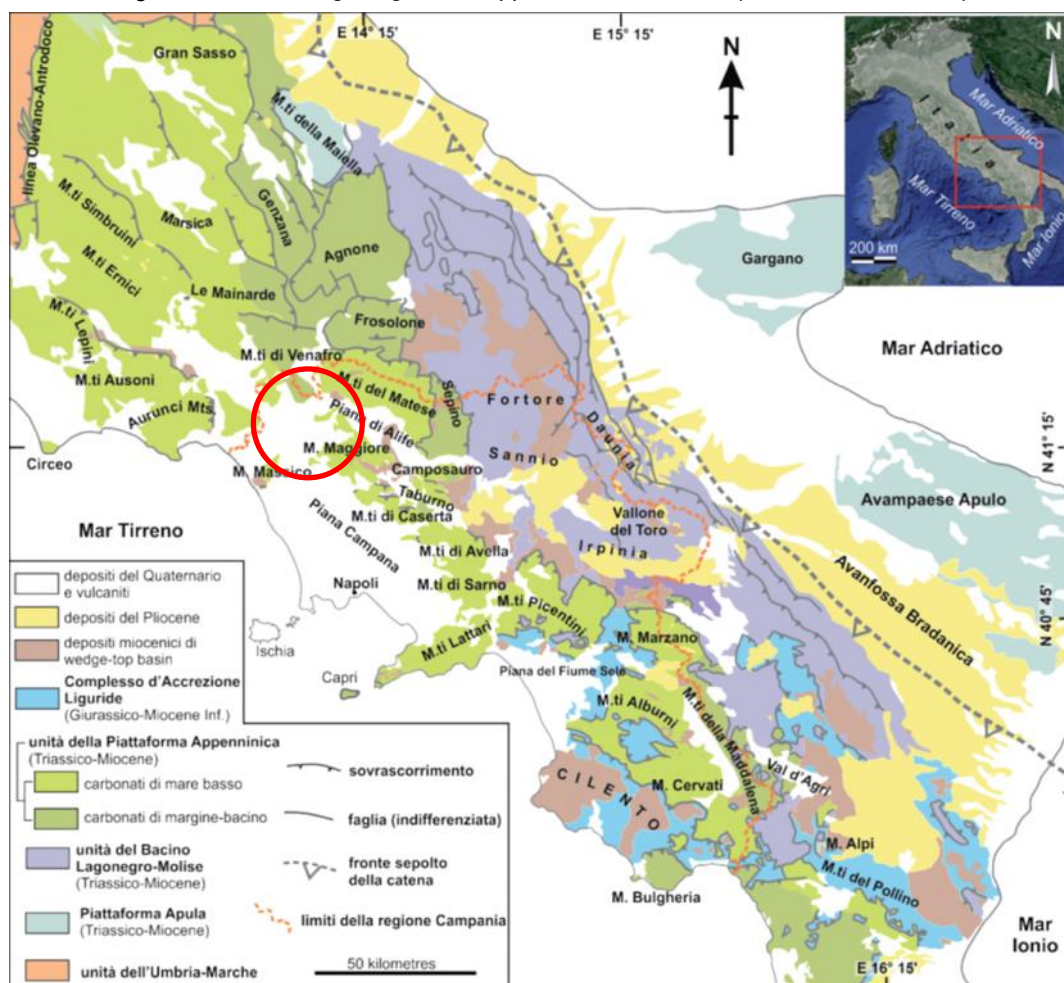 E 14° 15'
E 15° 15'
N
N
Gran Sasso
linea Olevano-Antrodoco
M.ti della Maiella
Italia
Mar Adriatico
Mar Tirreno
Mar Ionio
200 km
M.ti Simbruini
Marsica
Genzana
Agnone
Gargano
M.ti Ernici
Le Mainarde
Frosolone
Mar Adriatico
M.ti Lepini
M.ti di Venafro
M.ti Ausoni
M.ti del Matese
Sepino
Fortore
Aurunci Mts.
Piana di Alife
Daunia
N 41° 15'
Circeo
M. Maggiore
Sannio
M. Massico
Camposauro
Avampaese Apulo
Taburno
Vallone
del Toro
Mar Tirreno
Piana Campana
M.ti di Caserta
Irpinia
M.ti di Avella
Avanfossa Bradanica
Napoli
M.ti di Sarno
N 40° 45'
M.ti Picentini
Ischia
M.ti Lattari
M. Marzano
Capri
Piana del Fiume Sele
M.ti Alburni
M.ti della Maddalena
CILENTO
M. Cervati
Val d'Agri
M. Alpi
M.ti del Pollino
M. Bulgheria
Mar
Ionio
E 16° 15'
depositi del Quaternario
e vulcaniti
depositi del Pliocene
depositi miocenici di
wedge-top basin
Complesso d'Accrezione
Liguride
(Giurassico-Miocene Inf.)
unità della Piattaforma Appenninica
(Triassico-Miocene)
carbonati di mare basso
carbonati di margine-bacino
unità del Bacino
Lagonegro-Molise
(Triassico-Miocene)
Piattaforma Apula
(Triassico-Miocene)
unità dell'Umbria-Marche
sovrascorrimento
faglia (indifferenziata)
fronte sepolto
della catena
limiti della regione Campania
50 kilometres